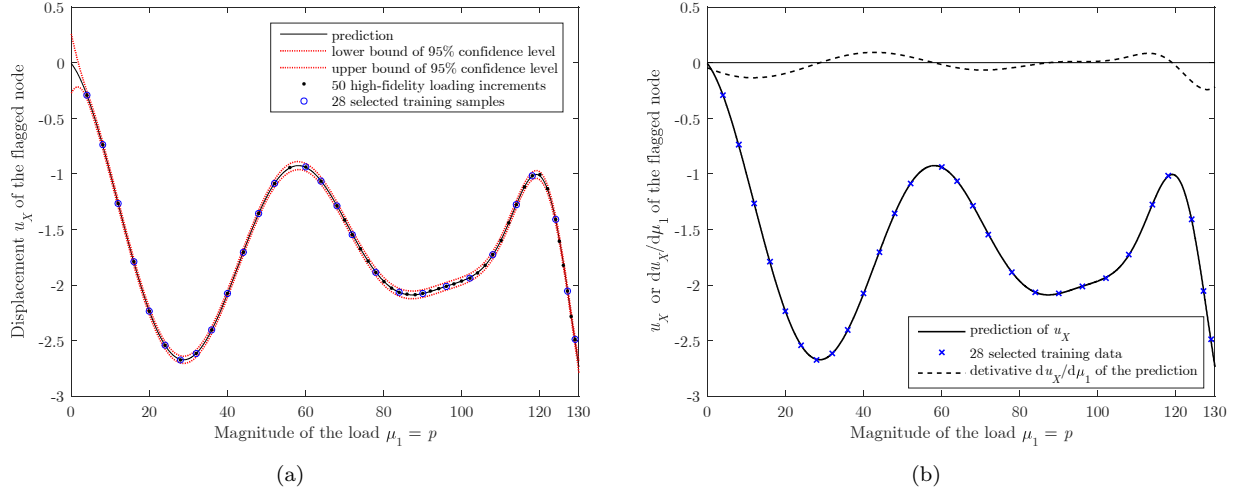 0.5
0
-0.5
-1
-1.5
-2
-2.5
-3
0 20 40 60 80 100 120 130
Displacement u_X of the flagged node
Magnitude of the load μ_1 = p
prediction
lower bound of 95% confidence level
upper bound of 95% confidence level
50 high-fidelity loading increments
28 selected training samples
(a)
0.5
0
-0.5
-1
-1.5
-2
-2.5
-3
0 20 40 60 80 100 120 130
u_X or du_X/dμ_1 of the flagged node
Magnitude of the load μ_1 = p
prediction of u_X
28 selected training data
detivative du_X/dμ_1 of the prediction
(b)